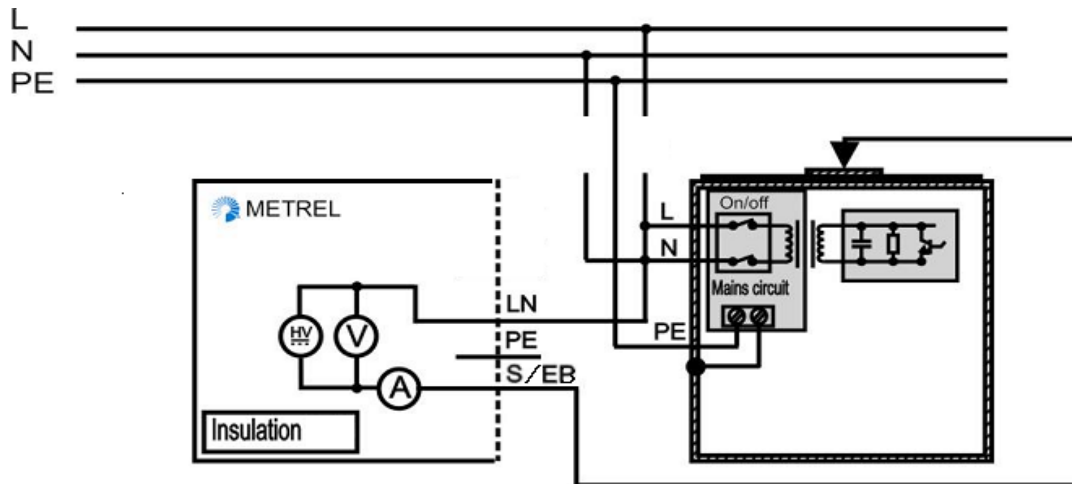 L
N
PE
METREL
HV
V
A
Insulation
LN
PE
S/EB
L
N
PE
On/off
Mains circuit